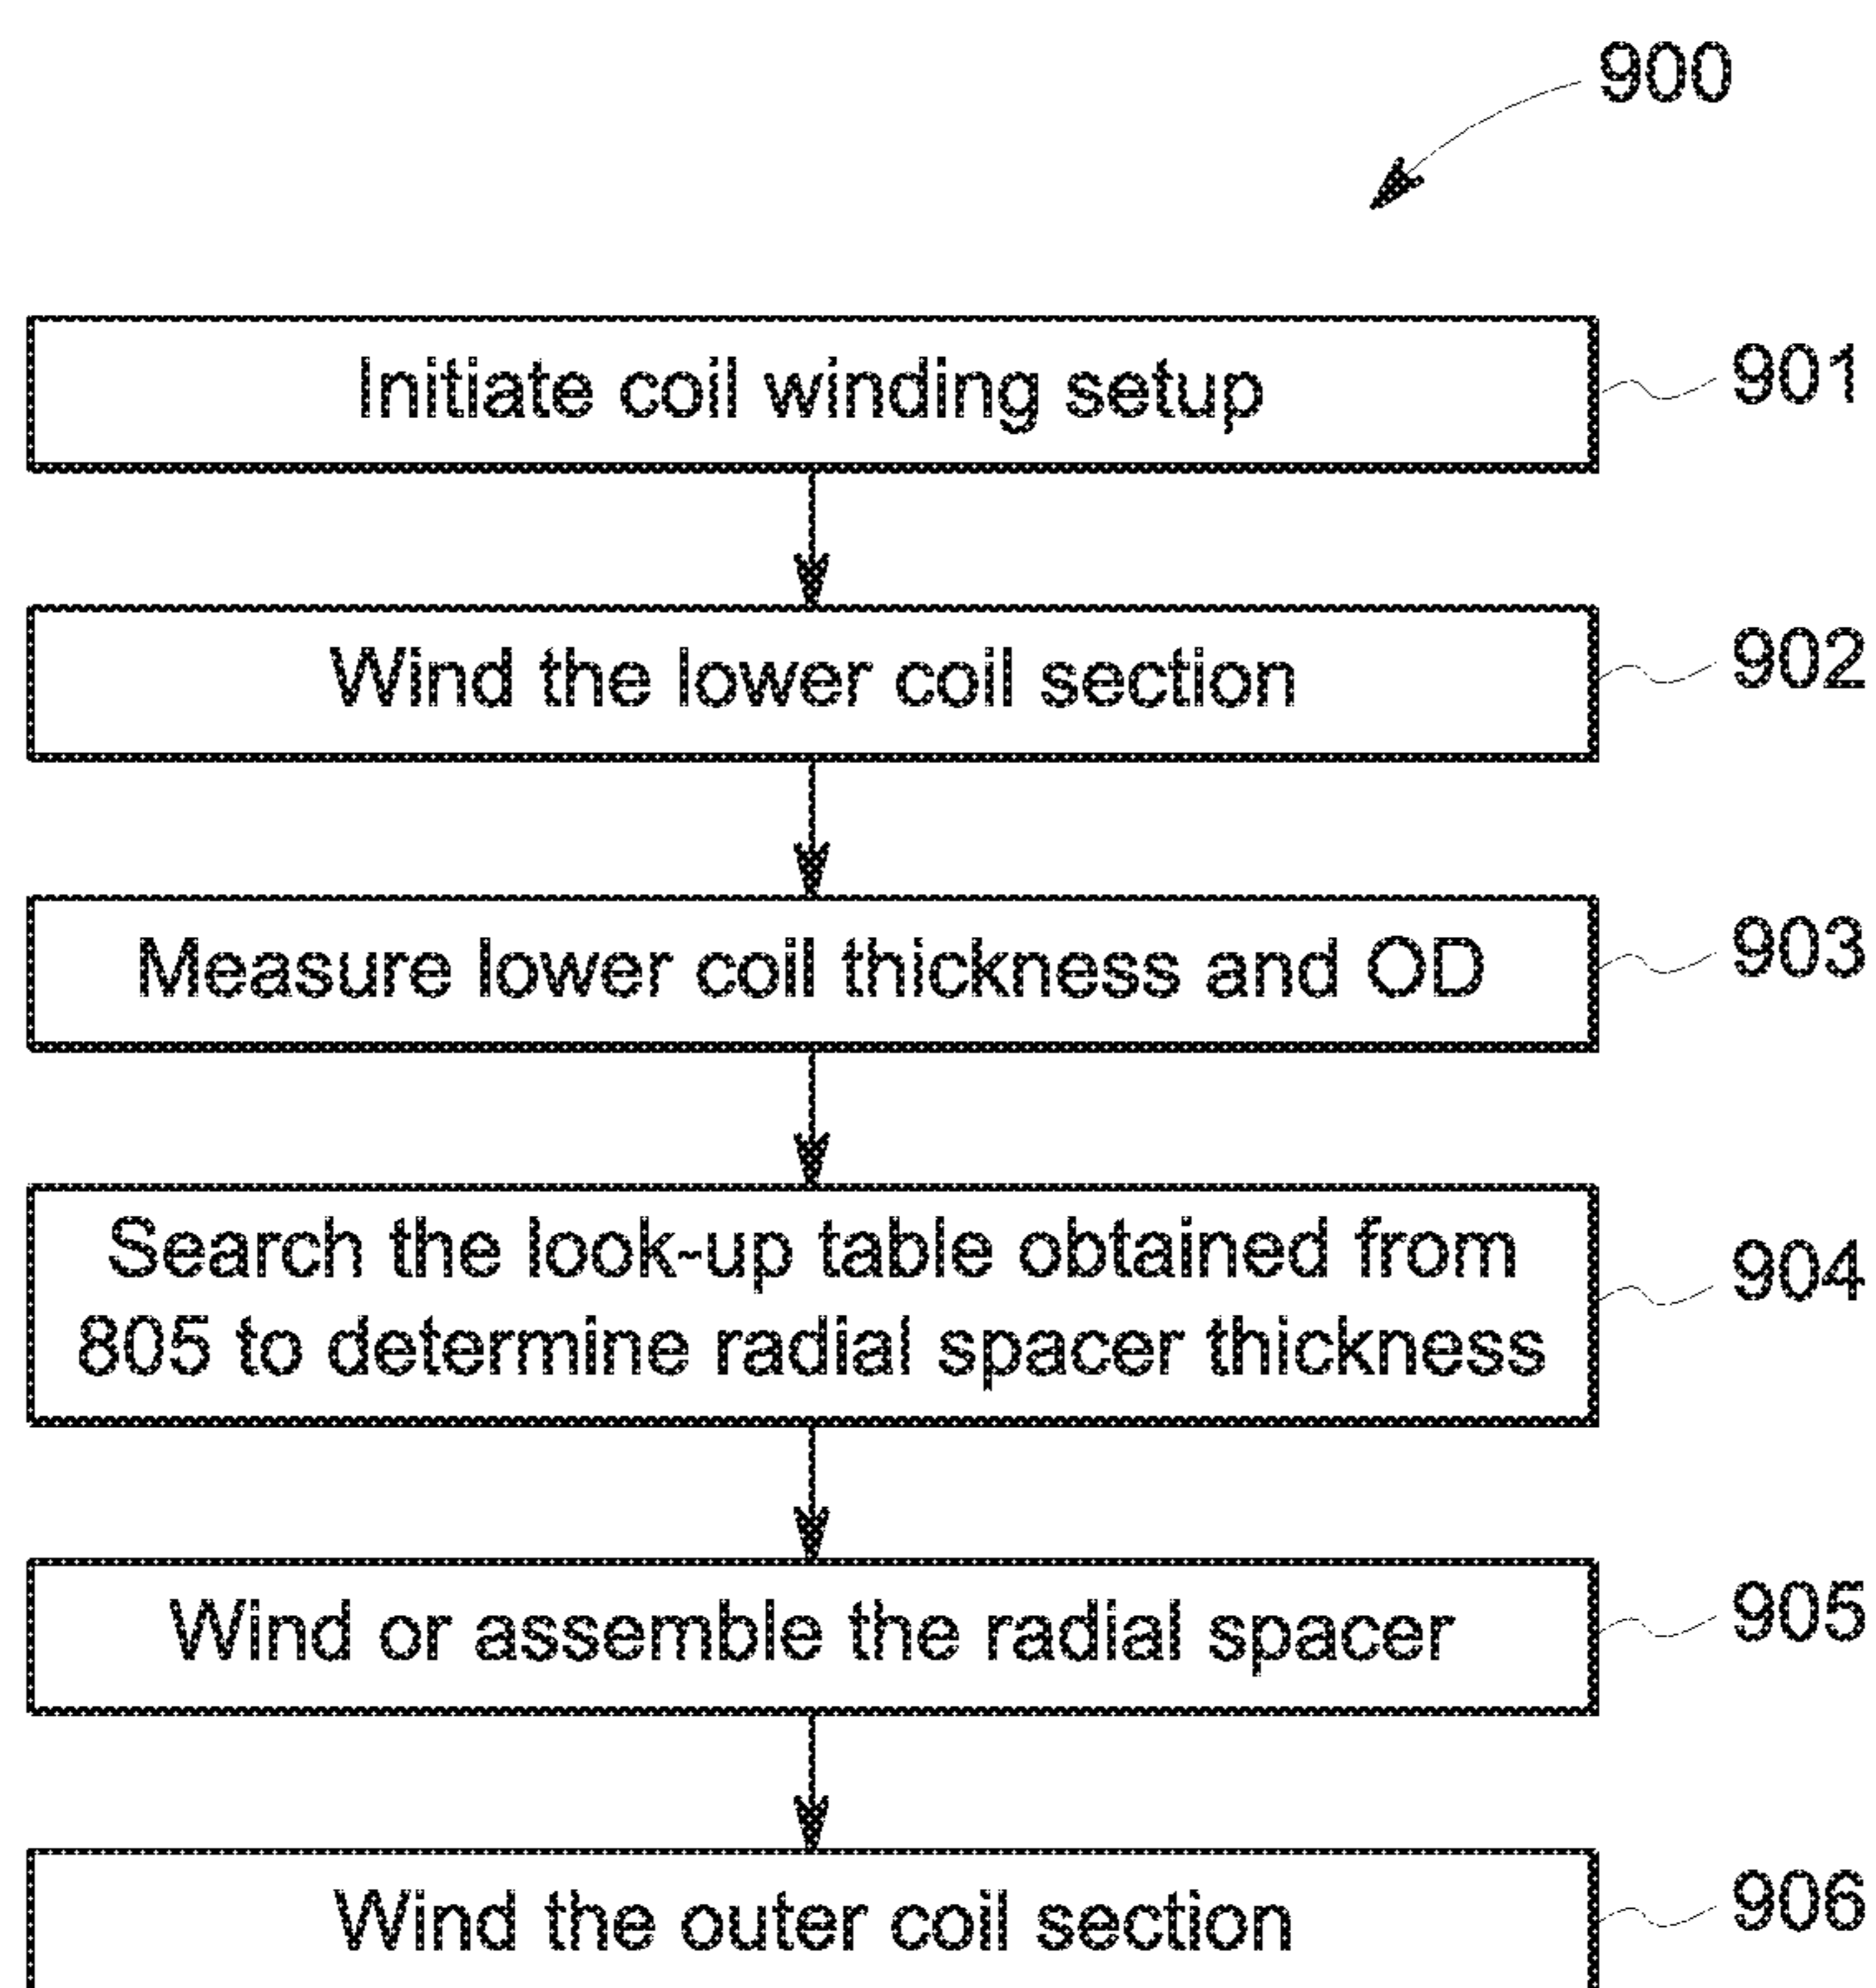 900
Initiate coil winding setup
901
Wind the lower coil section
902
Measure lower coil thickness and OD
903
Search the look-up table obtained from
805 to determine radial spacer thickness
904
Wind or assemble the radial spacer
905
Wind the outer coil section
906